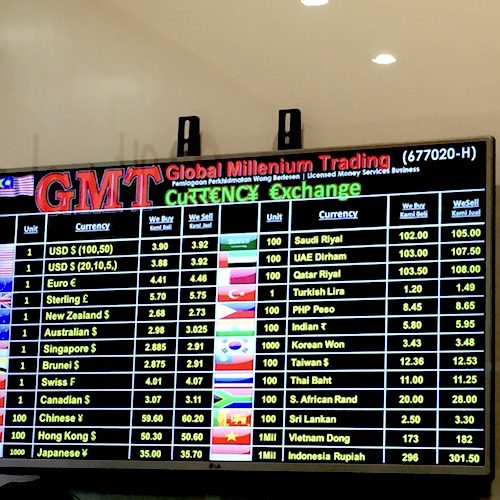 GMT Global Millenium Trading (677020-H)
Perniagaan Perkhidmatan Wang Berlesen | Licensed Money Services Business
CuƦƦ€NC¥ €xchange
Unit Currency We Buy Kami Beli We Sell Kami Jual Unit Currency We Buy Kami Beli We Sell Kami Jual
1 USD $ (100,50) 3.90 3.92 100 Saudi Riyal 102.00 105.00
1 USD $ (20,10,5,) 3.88 3.92 100 UAE Dirham 103.00 107.50
1 Euro € 4.41 4.46 100 Qatar Riyal 103.50 108.00
1 Sterling £ 5.70 5.75 1 Turkish Lira 1.20 1.49
1 New Zealand $ 2.68 2.73 100 PHP Peso 8.45 8.65
1 Australian $ 2.98 3.025 100 Indian ₹ 5.80 5.95
1 Singapore $ 2.885 2.91 1000 Korean Won 3.43 3.48
1 Brunei $ 2.875 2.91 100 Taiwan $ 12.36 12.53
1 Swiss ₣ 4.01 4.07 100 Thai Baht 11.00 11.25
1 Canadian $ 3.07 3.11 100 S. African Rand 20.00 28.00
100 Chinese ¥ 59.60 60.20 100 Sri Lankan 2.50 3.30
100 Hong Kong $ 50.30 50.60 1Mil Vietnam Dong 173 182
1000 Japanese ¥ 35.00 35.70 1Mil Indonesia Rupiah 296 301.50
LG